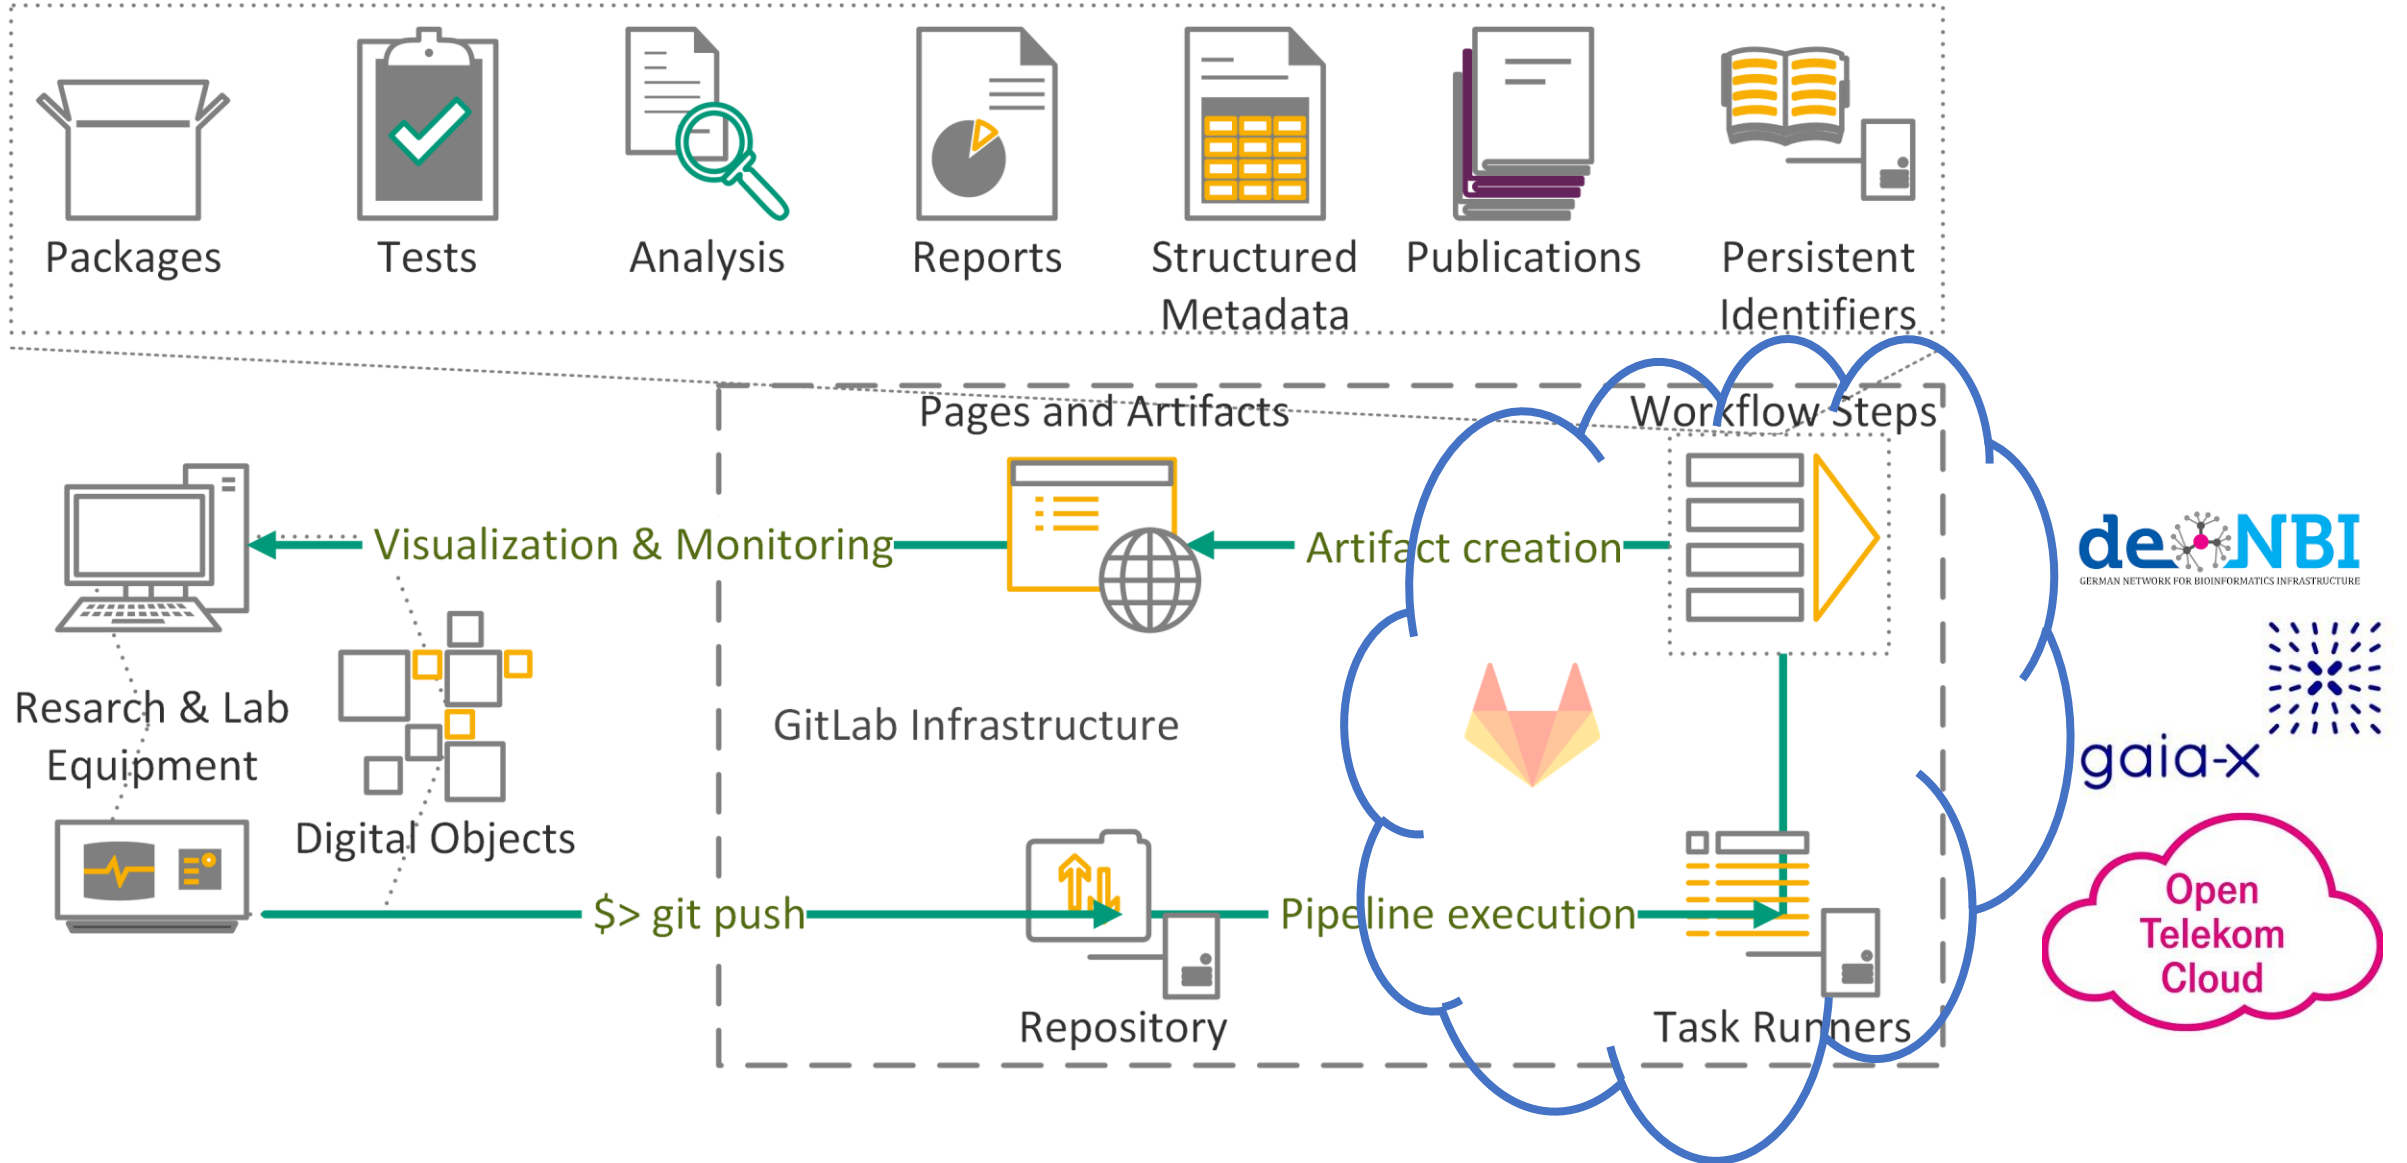 Packages
Tests
Analysis
Reports
Structured
Metadata
Publications
Persistent
Identifiers
Pages and Artifacts
Workflow Steps
Visualization & Monitoring
Artifact creation
de NBI
GERMAN NETWORK FOR BIOINFORMATICS INFRASTRUCTURE
Resarch & Lab
Equipment
GitLab Infrastructure
gaia-x
Digital Objects
$> git push
Pipeline execution
Open
Telekom
Cloud
Repository
Task Runners